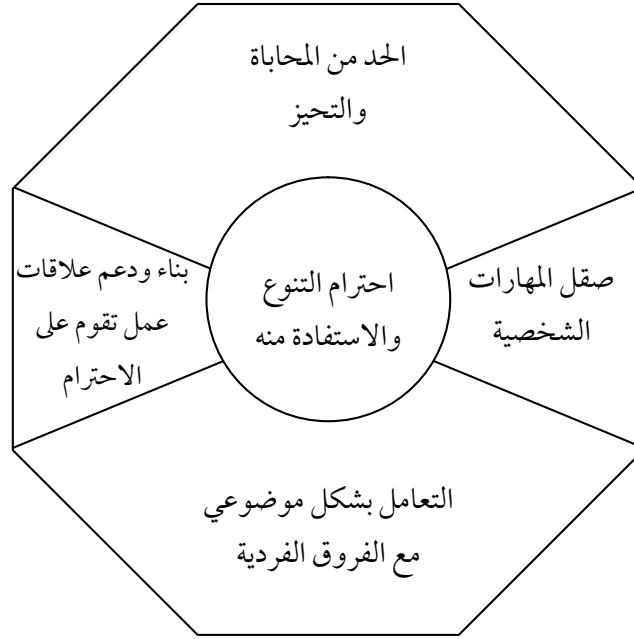 الحد من المحاباة
والتحيز
صقل المهارات
الشخصية
احترام التنوع
والاستفادة منه
بناء ودعم علاقات
عمل تقوم على
الاحترام
التعامل بشكل موضوعي
مع الفروق الفردية